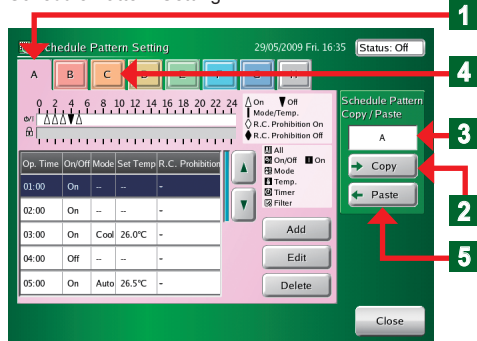 1
Schedule Pattern Setting
29/05/2009 Fri. 16:35
Status: Off
A
B
C
4
0 2 4 6 8 10 12 14 16 18 20 22 24
On Off
Mode/Temp.
R.C. Prohibition On
R.C. Prohibition Off
Schedule Pattern
Copy / Paste
A
3
Copy
2
Paste
5
All
On/Off On
Mode
Temp.
Timer
Filter
Op. Time On/Off Mode Set Temp R.C. Prohibition
01:00 On -- -- -
02:00 On -- -- -
03:00 On Cool 26.0°C -
04:00 Off -- -- -
05:00 On Auto 26.5°C -
Add
Edit
Delete
Close